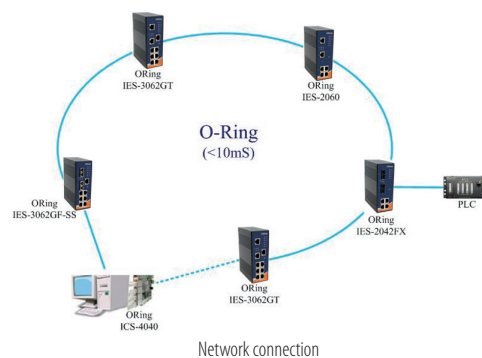 ORing
IES-3062GT
ORing
IES-2060
O-Ring
(<10mS)
ORing
IES-3062GF-SS
ORing
IES-2042FX
PLC
ORing
IES-3062GT
ORing
ICS-4040
Network connection